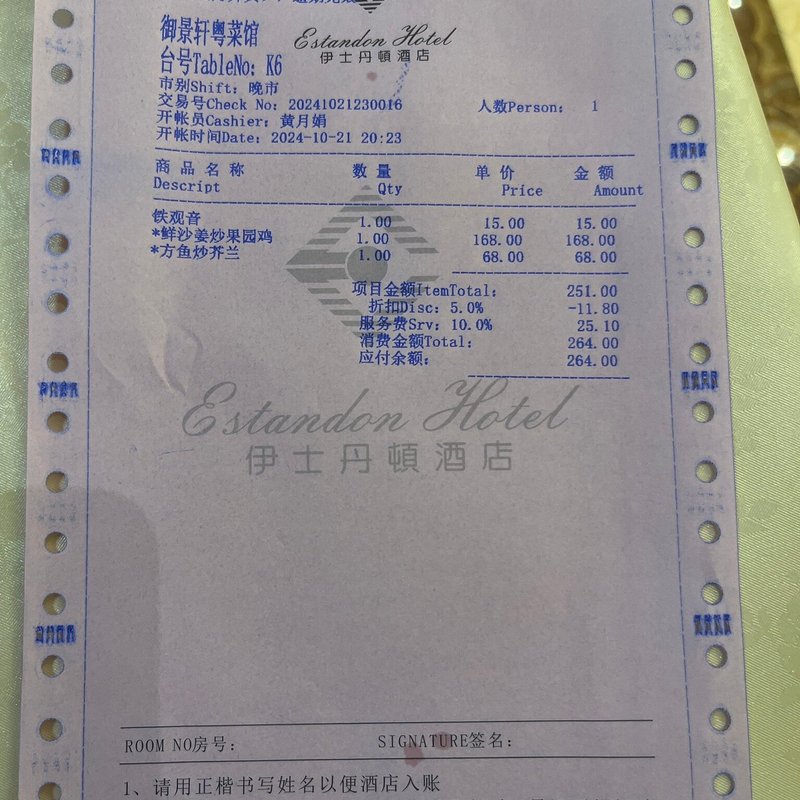 御景轩粤菜馆
Estandon Hotel
伊士丹頓酒店
台号TableNo: K6
市别Shift: 晚市
交易号Check No: 20241021230016 人数Person: 1
开帐员Cashier: 黄月娟
开帐时间Date: 2024-10-21 20:23
商品名称 数量 单价 金额
Descript Qty Price Amount
铁观音 1.00 15.00 15.00
*鲜沙姜炒果园鸡 1.00 168.00 168.00
*方鱼炒芥兰 1.00 68.00 68.00
项目金额ItemTotal: 251.00
折扣Disc: 5.0% -11.80
服务费Srv: 10.0% 25.10
消费金额Total: 264.00
应付余额: 264.00
Estandon Hotel
伊士丹頓酒店
ROOM NO房号: SIGNATURE签名:
1、请用正楷书写姓名以便酒店入账